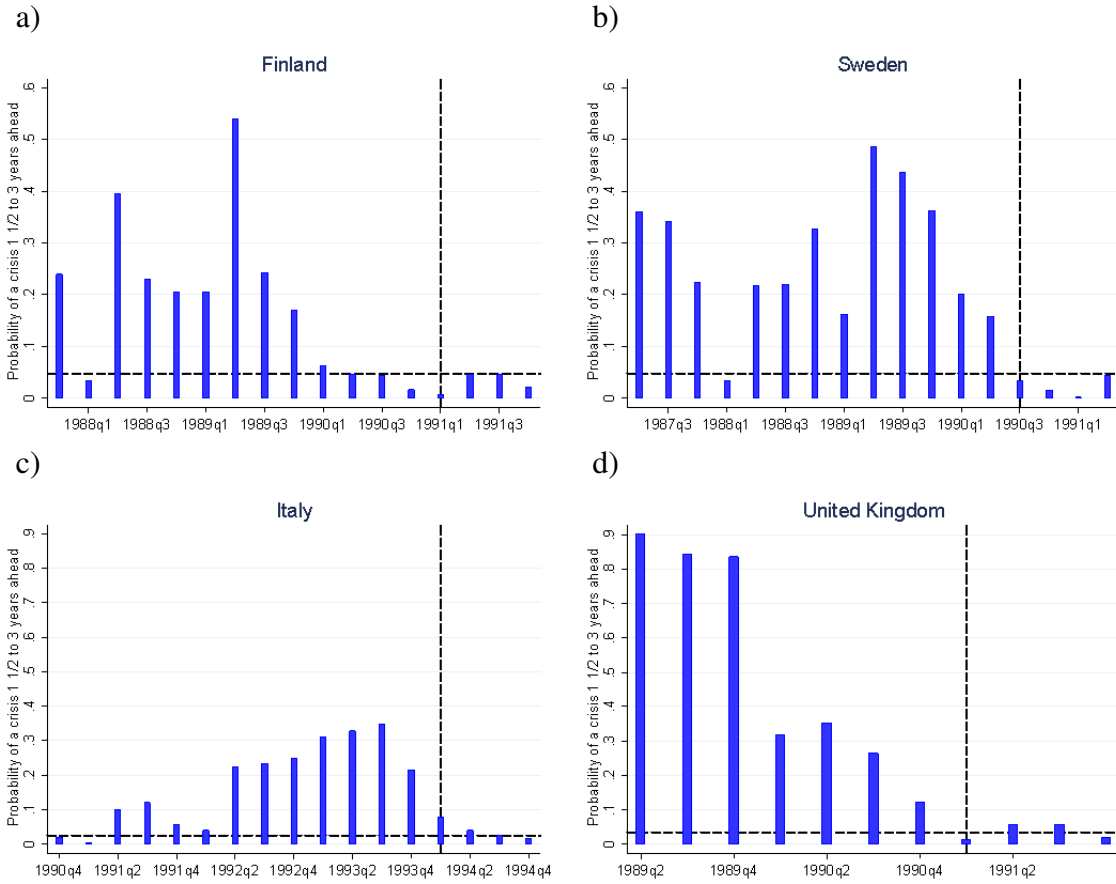 a)
Finland
Probability of a crisis 1 1/2 to 3 years ahead
.6
.5
.4
.3
.2
.1
0
1988q1 1988q3 1989q1 1989q3 1990q1 1990q3 1991q1 1991q3
b)
Sweden
Probability of a crisis 1 1/2 to 3 years ahead
.6
.5
.4
.3
.2
.1
0
1987q3 1988q1 1988q3 1989q1 1989q3 1990q1 1990q3 1991q1
c)
Italy
Probability of a crisis 1 1/2 to 3 years ahead
.9
.8
.7
.6
.5
.4
.3
.2
.1
0
1990q4 1991q2 1991q4 1992q2 1992q4 1993q2 1993q4 1994q2 1994q4
d)
United Kingdom
Probability of a crisis 1 1/2 to 3 years ahead
.9
.8
.7
.6
.5
.4
.3
.2
.1
0
1989q2 1989q4 1990q2 1990q4 1991q2